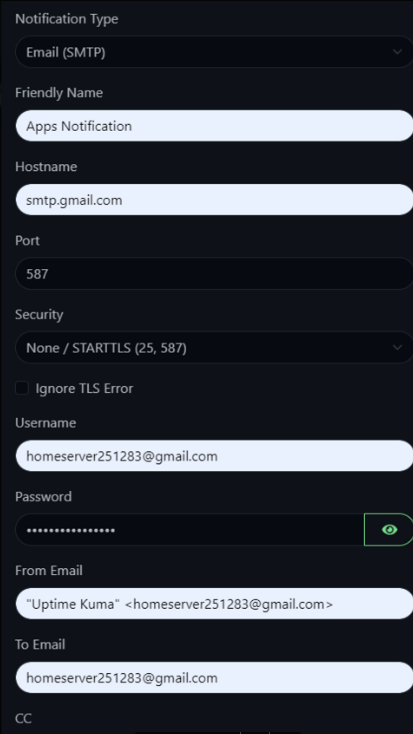 Notification Type
Email (SMTP)
Friendly Name
Apps Notification
Hostname
smtp.gmail.com
Port
587
Security
None / STARTTLS (25, 587)
Ignore TLS Error
Username
homeserver251283@gmail.com
Password
••••••••••••••••
From Email
"Uptime Kuma" <homeserver251283@gmail.com>
To Email
homeserver251283@gmail.com
CC